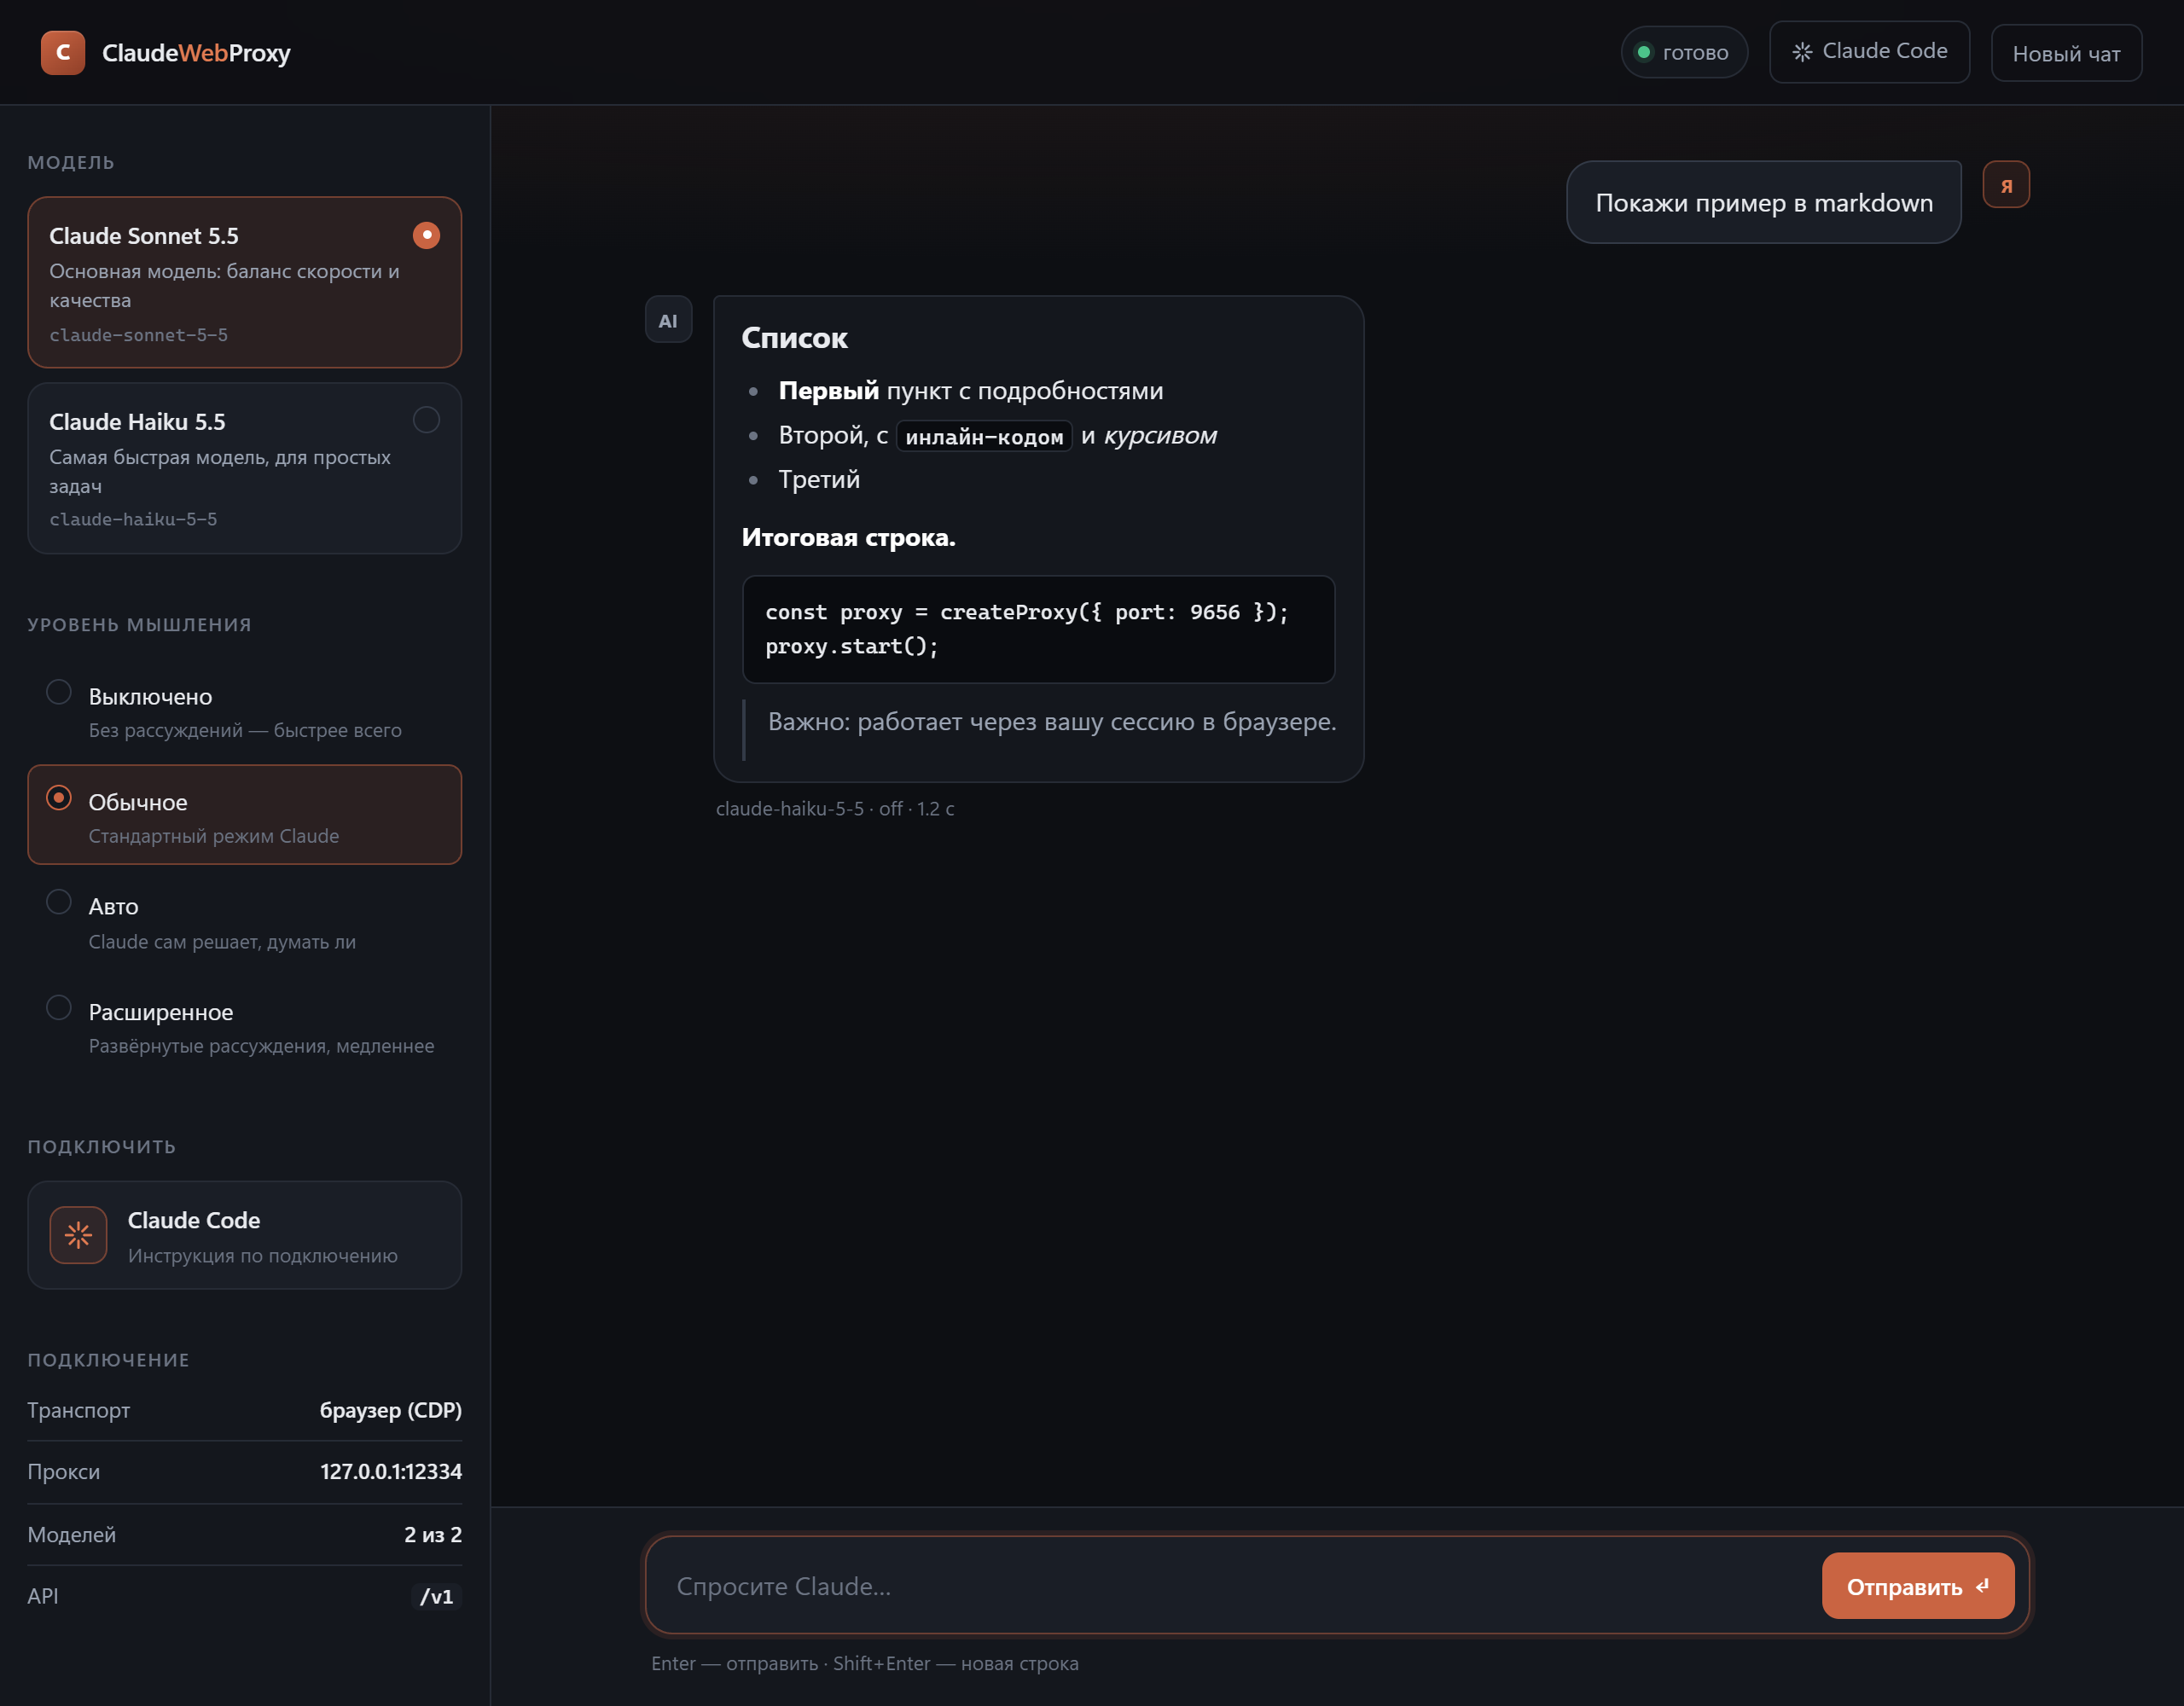 C ClaudeWebProxy
готово
Claude Code
Новый чат
МОДЕЛЬ
Claude Sonnet 5.5
Основная модель: баланс скорости и
качества
claude-sonnet-5-5
Claude Haiku 5.5
Самая быстрая модель, для простых
задач
claude-haiku-5-5
УРОВЕНЬ МЫШЛЕНИЯ
Выключено
Без рассуждений — быстрее всего
Обычное
Стандартный режим Claude
Авто
Claude сам решает, думать ли
Расширенное
Развёрнутые рассуждения, медленнее
ПОДКЛЮЧИТЬ
Claude Code
Инструкция по подключению
ПОДКЛЮЧЕНИЕ
Транспорт браузер (CDP)
Прокси 127.0.0.1:12334
Моделей 2 из 2
API /v1
Покажи пример в markdown
Я
AI
Список
• Первый пункт с подробностями
• Второй, с инлайн-кодом и курсивом
• Третий
Итоговая строка.
const proxy = createProxy({ port: 9656 });
proxy.start();
Важно: работает через вашу сессию в браузере.
claude-haiku-5-5 · off · 1.2 с
Спросите Claude...
Отправить ↵
Enter — отправить · Shift+Enter — новая строка